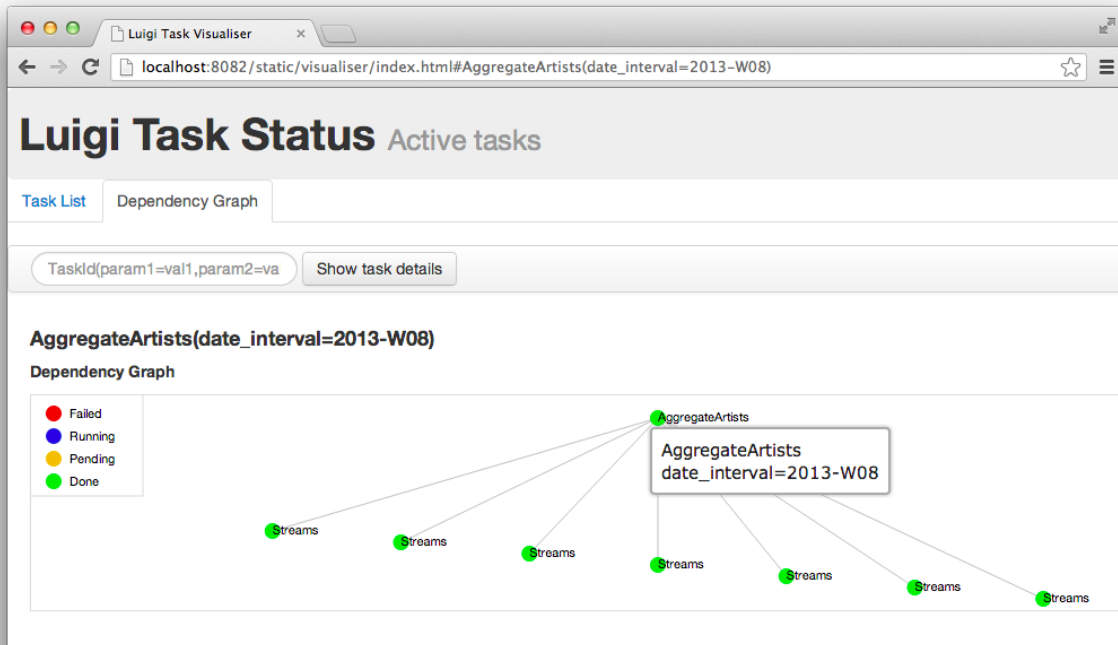 Luigi Task Visualiser
localhost:8082/static/visualiser/index.html#AggregateArtists(date_interval=2013-W08)
Luigi Task Status Active tasks
Task List Dependency Graph
TaskId(param1=val1,param2=va Show task details
AggregateArtists(date_interval=2013-W08)
Dependency Graph
Failed
Running
Pending
Done
AggregateArtists
AggregateArtists
date_interval=2013-W08
Streams
Streams
Streams
Streams
Streams
Streams
Streams